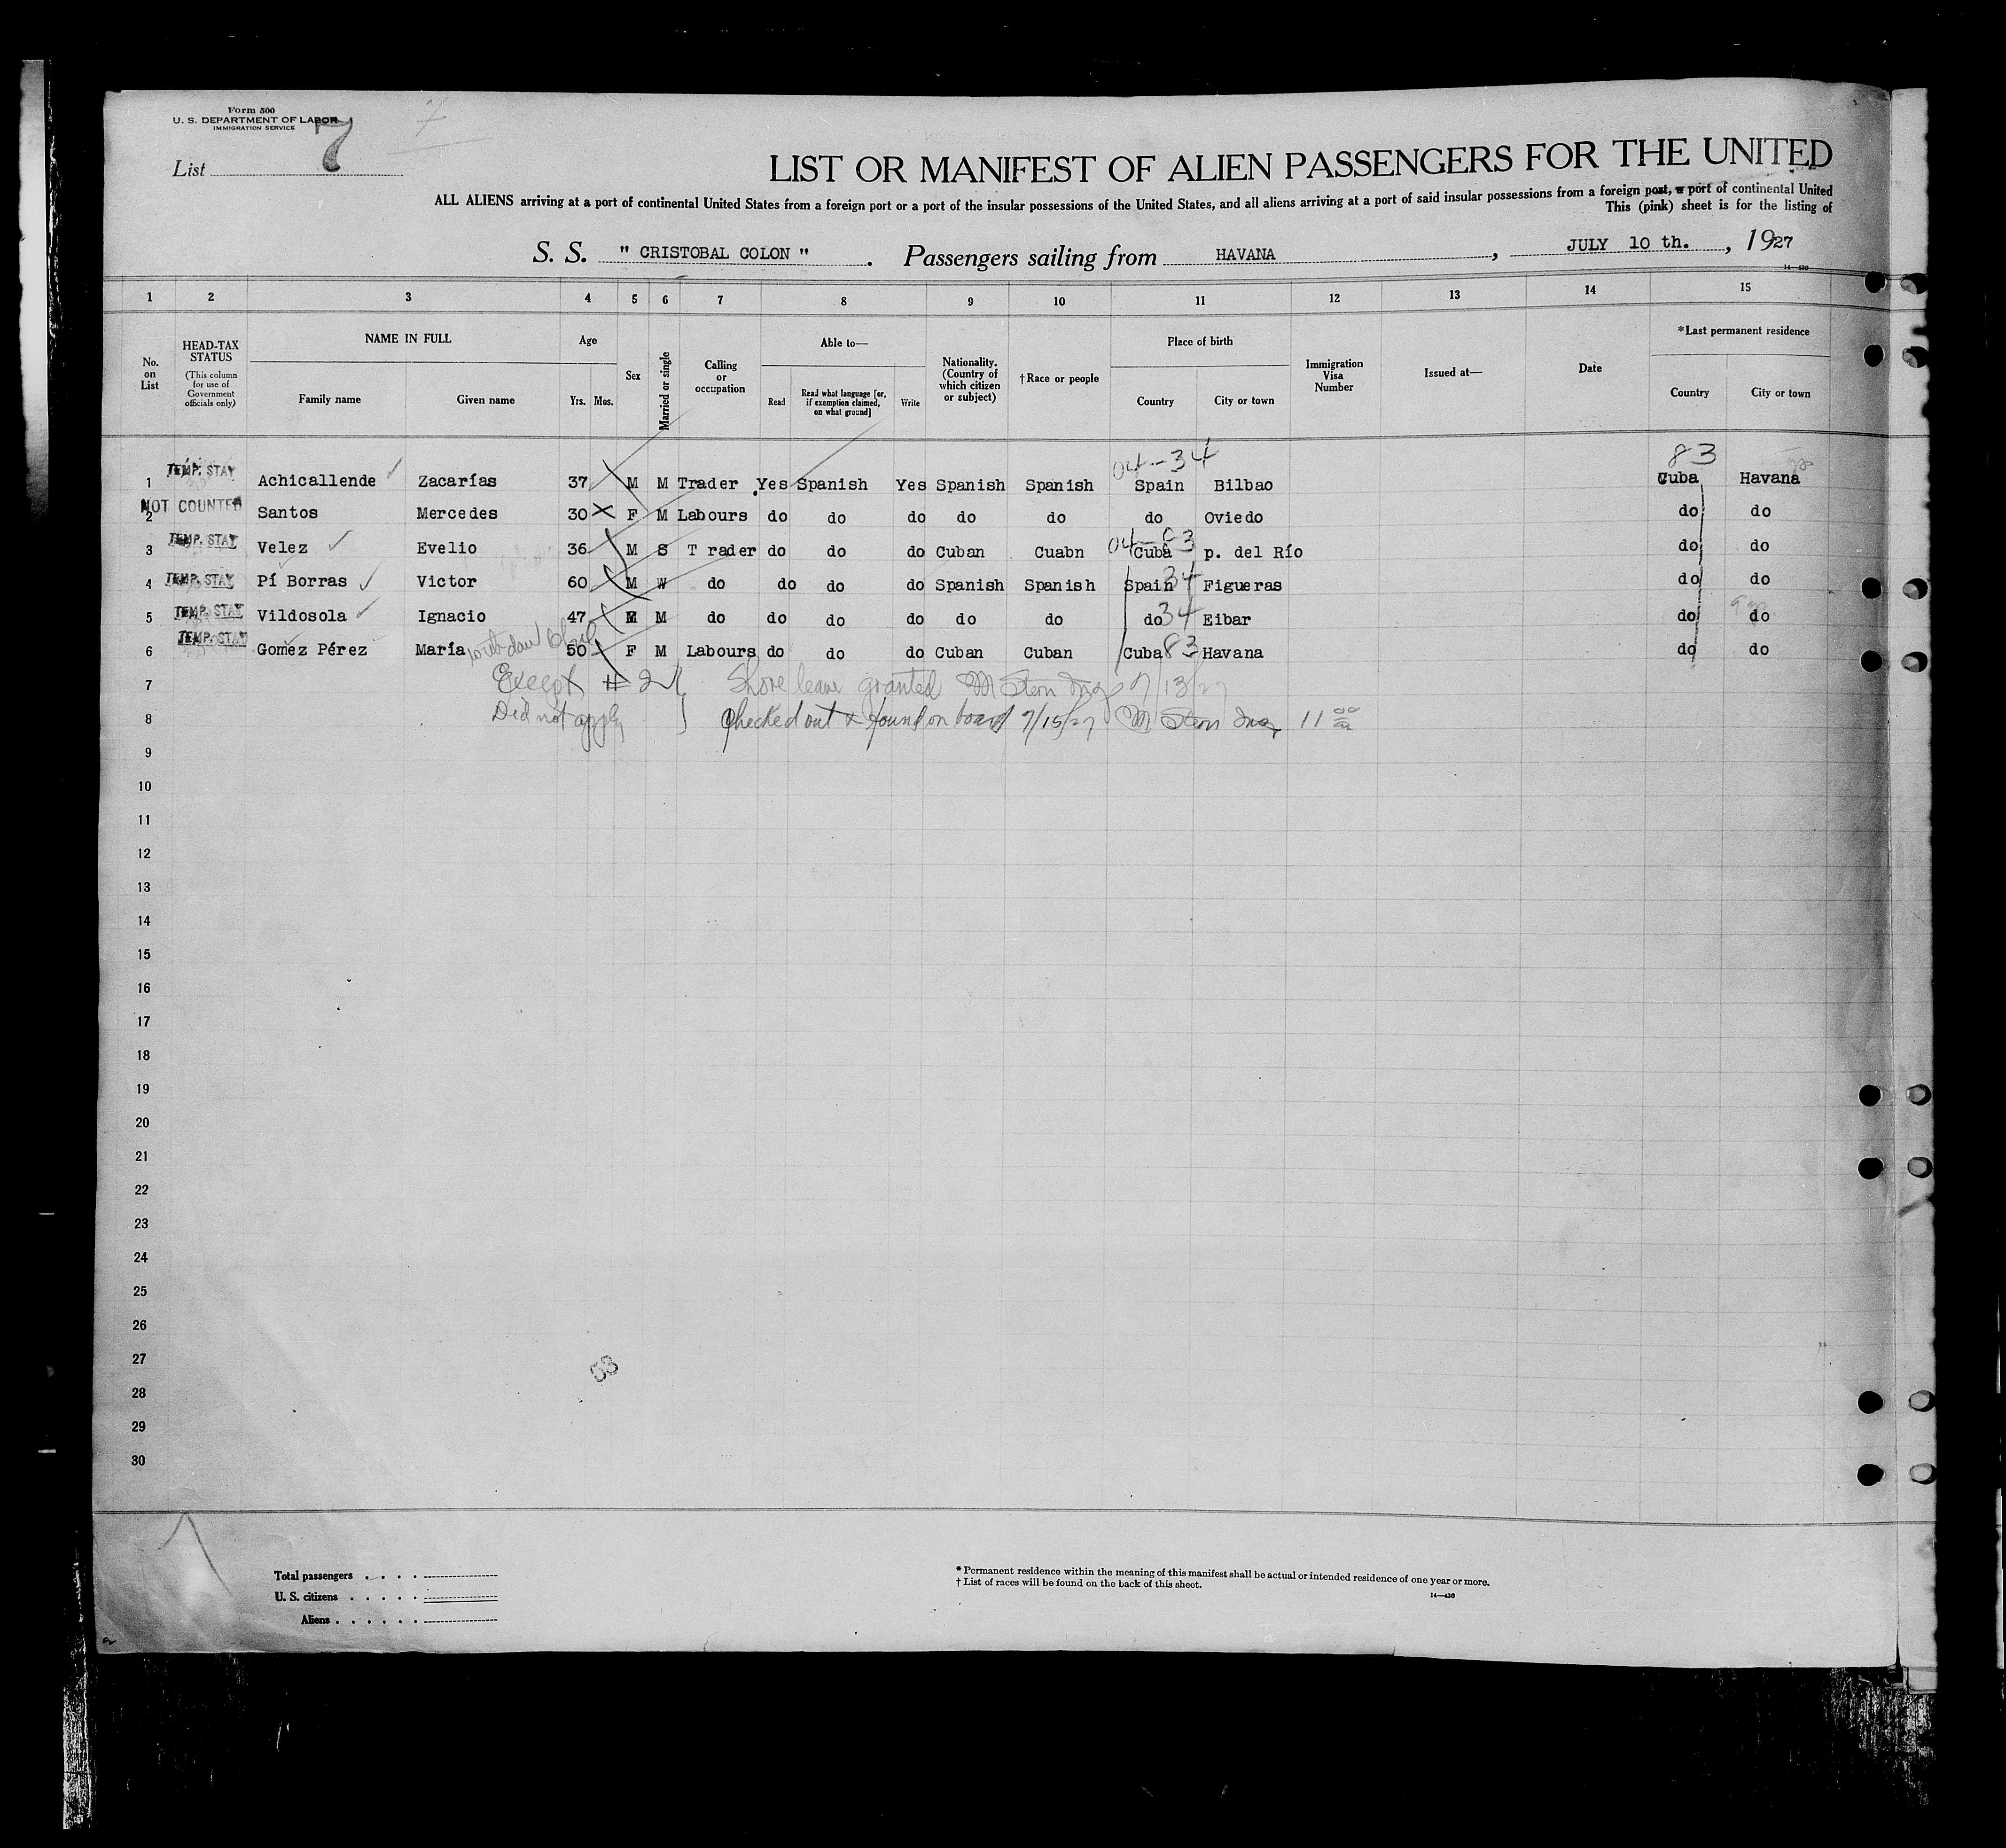 Form 500
U. S. DEPARTMENT OF LABOR
IMMIGRATION SERVICE
List 7
7
LIST OR MANIFEST OF ALIEN PASSENGERS FOR THE UNITED
ALL ALIENS arriving at a port of continental United States from a foreign port or a port of the insular possessions of the United States, and all aliens arriving at a port of said insular possessions from a foreign port, a port of continental United
This (pink) sheet is for the listing of
S. S. " CRISTOBAL COLON " . Passengers sailing from HAVANA , JULY 10 th. , 1927
14—430
1 2 3 4 5 6 7 8 9 10 11 12 13 14 15
No. on List
HEAD-TAX STATUS (This column for use of Government officials only)
NAME IN FULL
Family name Given name
Age
Yrs. Mos.
Sex
Married or single
Calling or occupation
Able to—
Read
Read what language [or, if exemption claimed, on what ground]
Write
Nationality. (Country of which citizen or subject)
†Race or people
Place of birth
Country City or town
Immigration Visa Number
Issued at—
Date
*Last permanent residence
Country City or town
04-34 83
1 TEMP. STAY Achicallende Zacarías 37 M M Trader Yes Spanish Yes Spanish Spanish Spain Bilbao Cuba Havana
2 NOT COUNTED Santos Mercedes 30 F M Labours do do do do do do Oviedo do do
3 TEMP. STAY Velez Evelio 36 M S T rader do do do Cuban Cuabn Cuba p. del Río do do
4 TEMP. STAY Pí Borras Victor 60 M W do do do do Spanish Spanish Spain 34 Figueras do do
5 TEMP. STAY Vildosola Ignacio 47 M M do do do do do do do 34 Eibar do do
6 TEMP. STAY Gomez Pérez María 50 F M Labours do do do Cuban Cuban Cuba 83 Havana do do
7 Except # 2 Shore leave granted M Stern Insp 7/13/27
8 Did not apply Checked out & found on board 7/15/27 M Stern Insp 11 00
9
10
11
12
13
14
15
16
17
18
19
20
21
22
23
24
25
26
27
53
28
29
30
Total passengers . . . .
U. S. citizens . . . . .
Aliens . . . . . .
* Permanent residence within the meaning of this manifest shall be actual or intended residence of one year or more.
† List of races will be found on the back of this sheet.
14—430